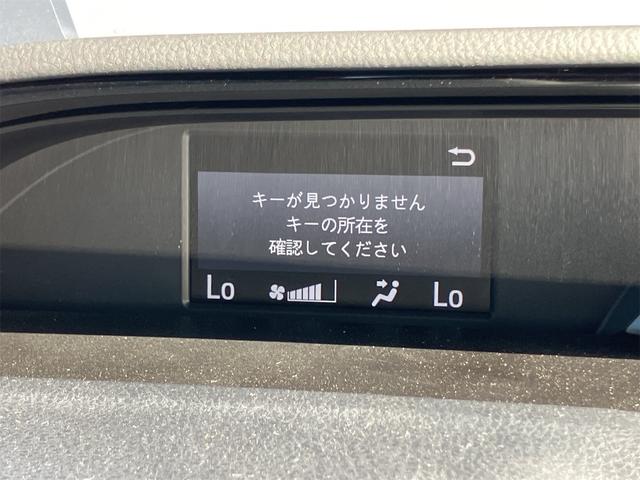 キーが見つかりません
キーの所在を
確認してください
Lo Lo